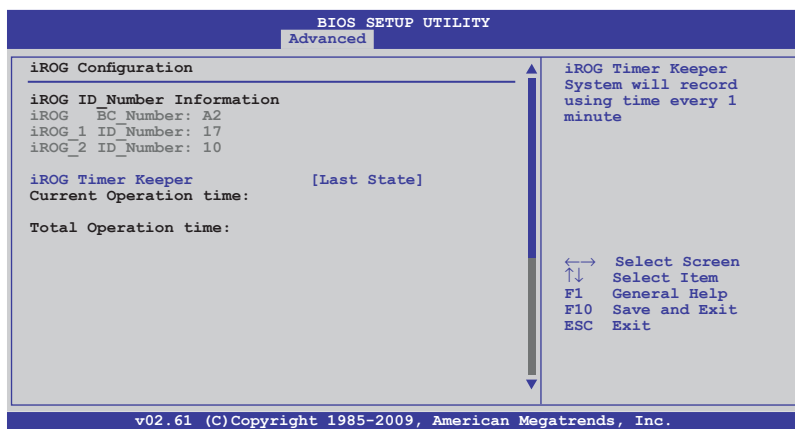 BIOS SETUP UTILITY
Advanced
iROG Configuration
iROG ID_Number Information
iROG BC_Number: A2
iROG_1 ID_Number: 17
iROG_2 ID_Number: 10
iROG Timer Keeper [Last State]
Current Operation time:
Total Operation time:
iROG Timer Keeper
System will record
using time every 1
minute
←→ Select Screen
↑↓ Select Item
F1 General Help
F10 Save and Exit
ESC Exit
v02.61 (C)Copyright 1985-2009, American Megatrends, Inc.